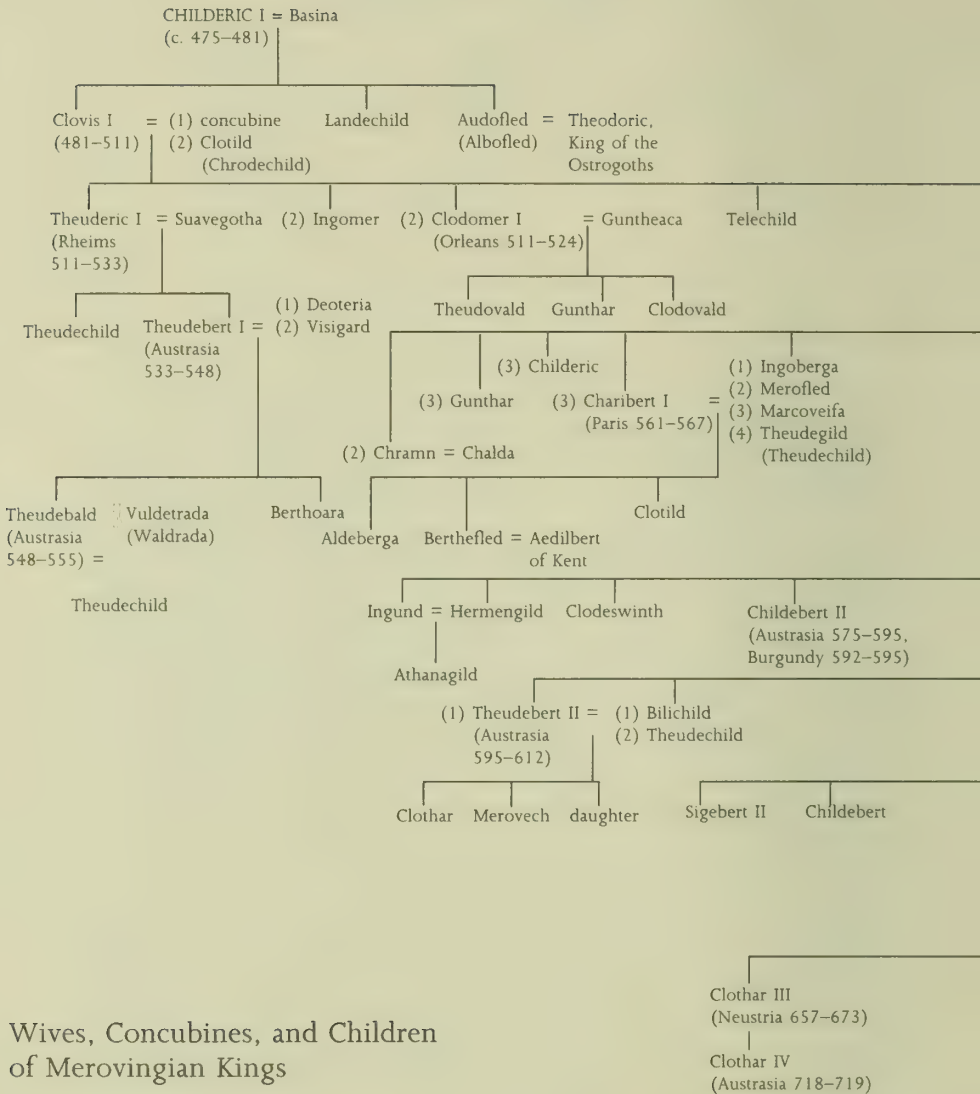 CHILDERIC I = Basina
(c. 475–481)
Clovis I = (1) concubine
(481–511) (2) Clotild
(Chrodechild)
Landechild
Audofled = Theodoric,
(Albofled) King of the
Ostrogoths
Theuderic I = Suavegotha
(Rheims
511–533)
(2) Ingomer
(2) Clodomer I = Guntheaca
(Orleans 511–524)
Telechild
Theudechild
Theudebert I = (1) Deoteria
(Austrasia (2) Visigard
533–548)
Theudovald
Gunthar
Clodovald
(2) Chramn = Chalda
(3) Gunthar
(3) Childeric
(3) Charibert I = (1) Ingoberga
(Paris 561–567) (2) Merofled
(3) Marcoveifa
(4) Theudegild
(Theudechild)
Theudebald Vuldetrada
(Austrasia (Waldrada)
548–555) =
Theudechild
Berthoara
Aldeberga
Berthefled = Aedilbert
of Kent
Clotild
Ingund = Hermengild
Clodeswinth
Childebert II
(Austrasia 575–595,
Burgundy 592–595)
Athanagild
(1) Theudebert II = (1) Bilichild
(Austrasia (2) Theudechild
595–612)
Clothar
Merovech
daughter
Sigebert II
Childebert
Clothar III
(Neustria 657–673)
Clothar IV
(Austrasia 718–719)
Wives, Concubines, and Children
of Merovingian Kings